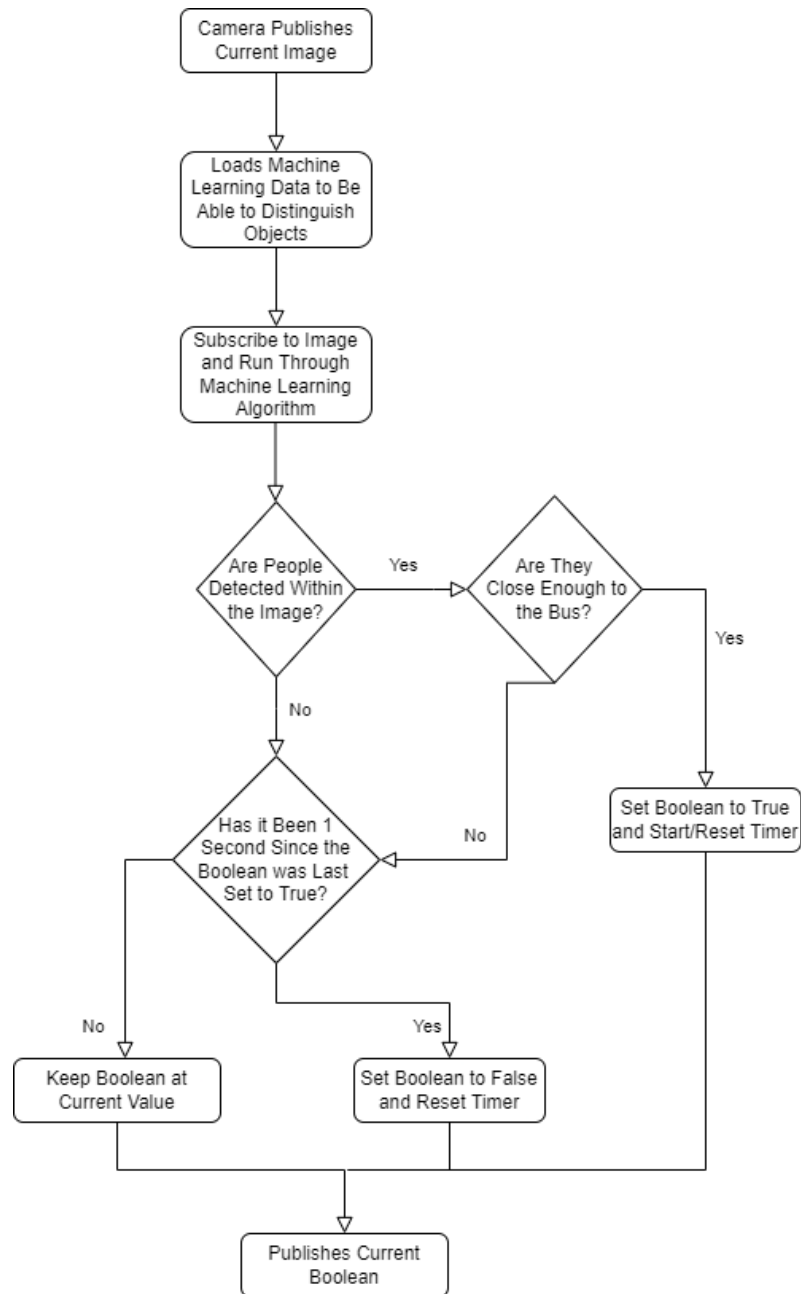 Camera Publishes
Current Image
Loads Machine
Learning Data to Be
Able to Distinguish
Objects
Subscribe to Image
and Run Through
Machine Learning
Algorithm
Are People
Detected Within
the Image?
Yes
Are They
Close Enough to
the Bus?
Yes
No
Has it Been 1
Second Since the
Boolean was Last
Set to True?
No
Set Boolean to True
and Start/Reset Timer
No
Yes
Keep Boolean at
Current Value
Set Boolean to False
and Reset Timer
Publishes Current
Boolean